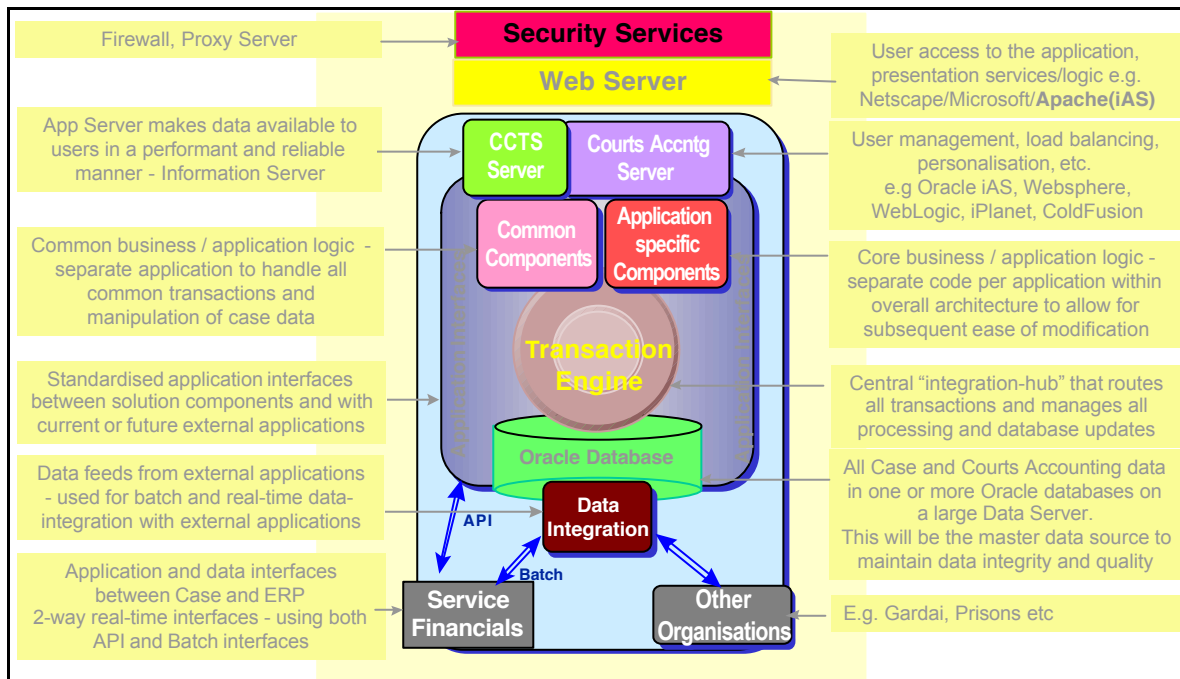 Firewall, Proxy Server
Security Services
Web Server
User access to the application,
presentation services/logic e.g.
Netscape/Microsoft/Apache(iAS)
App Server makes data available to
users in a performant and reliable
manner - Information Server
CCTS
Server
Courts Accntg
Server
User management, load balancing,
personalisation, etc.
e.g Oracle iAS, Websphere,
WebLogic, iPlanet, ColdFusion
Common business / application logic -
separate application to handle all
common transactions and
manipulation of case data
Common
Components
Application
specific
Components
Core business / application logic -
separate code per application within
overall architecture to allow for
subsequent ease of modification
Application
Application
Transaction
Engine
Standardised application interfaces
between solution components and with
current or future external applications
Central “integration-hub” that routes
all transactions and manages all
processing and database updates
Oracle Database
Data feeds from external applications
- used for batch and real-time data-
integration with external applications
API
Data
Integration
All Case and Courts Accounting data
in one or more Oracle databases on
a large Data Server.
This will be the master data source to
maintain data integrity and quality
Batch
Application and data interfaces
between Case and ERP
2-way real-time interfaces - using both
API and Batch interfaces
Service
Financials
Other
Organisations
E.g. Gardai, Prisons etc